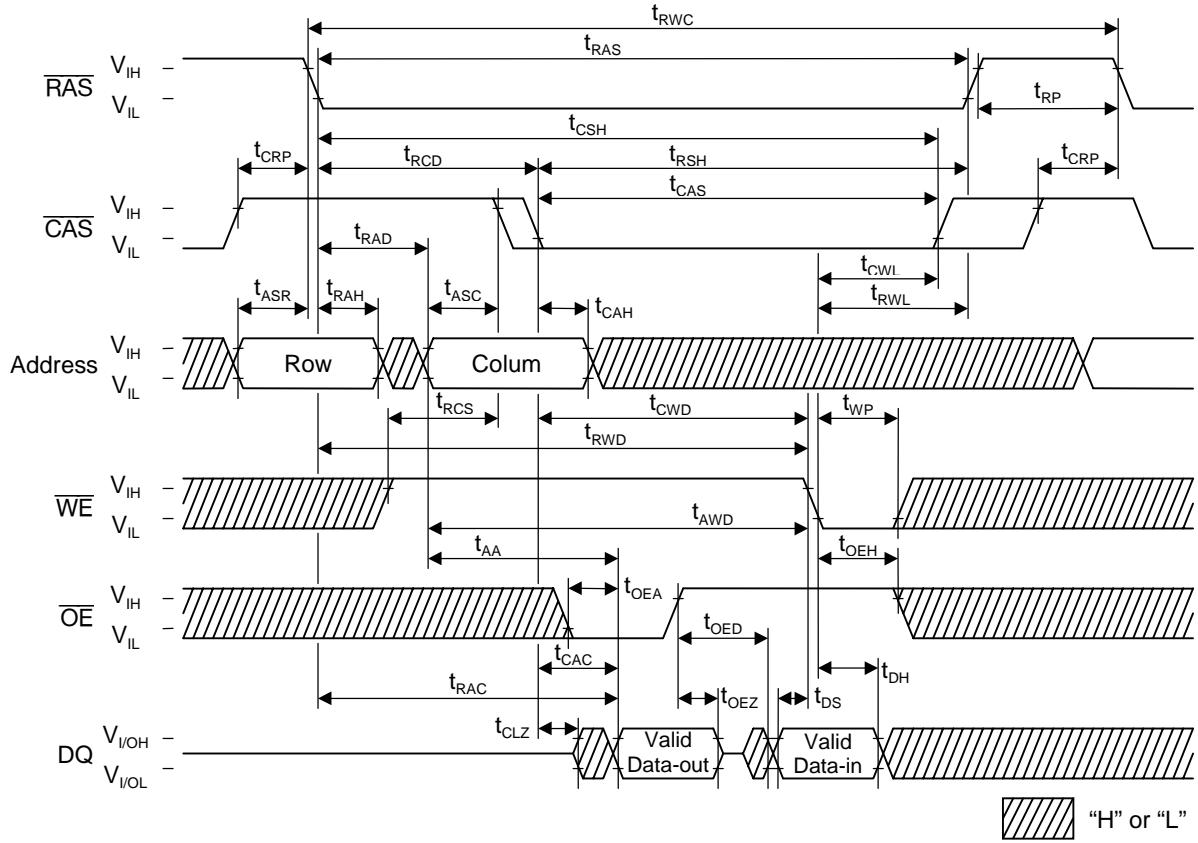 tRWC
tRAS
RAS VIH
VIL
tRP
tCSH
tCRP tRCD tRSH tCRP
tCAS
CAS VIH
VIL
tRAD
tCWL
tASR tRAH tASC tCAH tRWL
Address VIH
VIL
Row Colum
tRCS tCWD tWP
tRWD
WE VIH
VIL
tAWD
tAA tOEH
tOEA
OE VIH
VIL
tOED
tCAC tDH
tRAC tOEZ tDS
tCLZ
DQ VI/OH
VI/OL
Valid
Data-out
Valid
Data-in
“H” or “L”